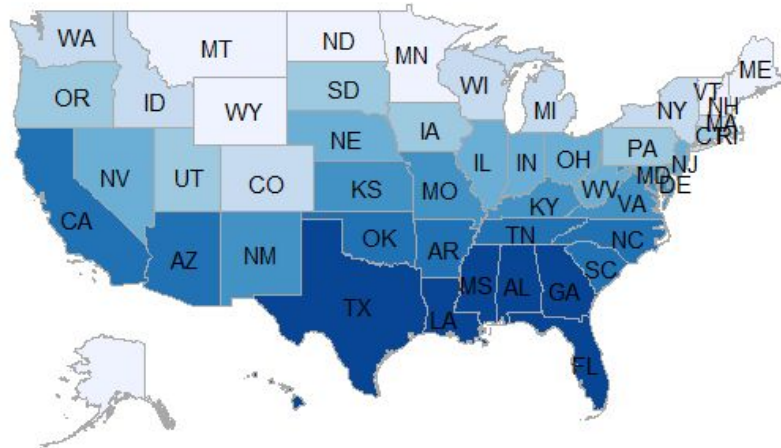 WA
MT
ND
MN
ME
OR
ID
SD
WI
MI
VT
NH
NY
WY
MA
CT
RI
IA
NE
PA
NV
UT
CO
IL
IN
OH
NJ
MD
DE
WV
VA
KS
MO
KY
CA
AZ
NM
OK
AR
TN
NC
SC
TX
LA
MS
AL
GA
FL